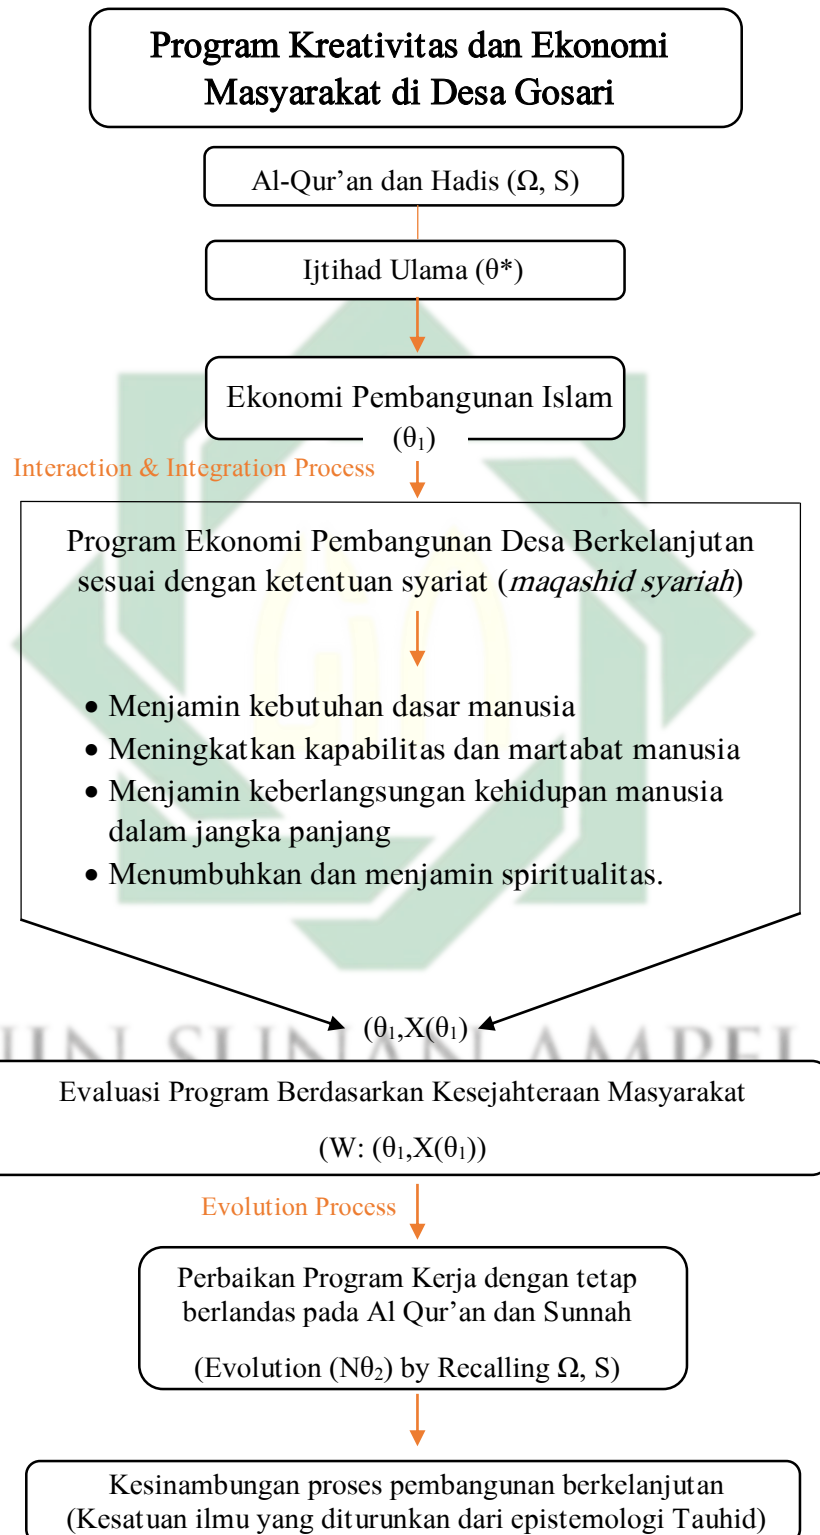 Program Kreativitas dan Ekonomi
Masyarakat di Desa Gosari
Al-Qur’an dan Hadis (Ω, S)
Ijtihad Ulama (θ*)
Ekonomi Pembangunan Islam
(θ₁)
Interaction & Integration Process
Program Ekonomi Pembangunan Desa Berkelanjutan
sesuai dengan ketentuan syariat (maqashid syariah)
• Menjamin kebutuhan dasar manusia
• Meningkatkan kapabilitas dan martabat manusia
• Menjamin keberlangsungan kehidupan manusia
dalam jangka panjang
• Menumbuhkan dan menjamin spiritualitas.
(θ₁,X(θ₁)
UIN SUNAN AMPEL
Evaluasi Program Berdasarkan Kesejahteraan Masyarakat
(W: (θ₁,X(θ₁))
Evolution Process
Perbaikan Program Kerja dengan tetap
berlandas pada Al Qur’an dan Sunnah
(Evolution (Nθ₂) by Recalling Ω, S)
Kesinambungan proses pembangunan berkelanjutan
(Kesatuan ilmu yang diturunkan dari epistemologi Tauhid)